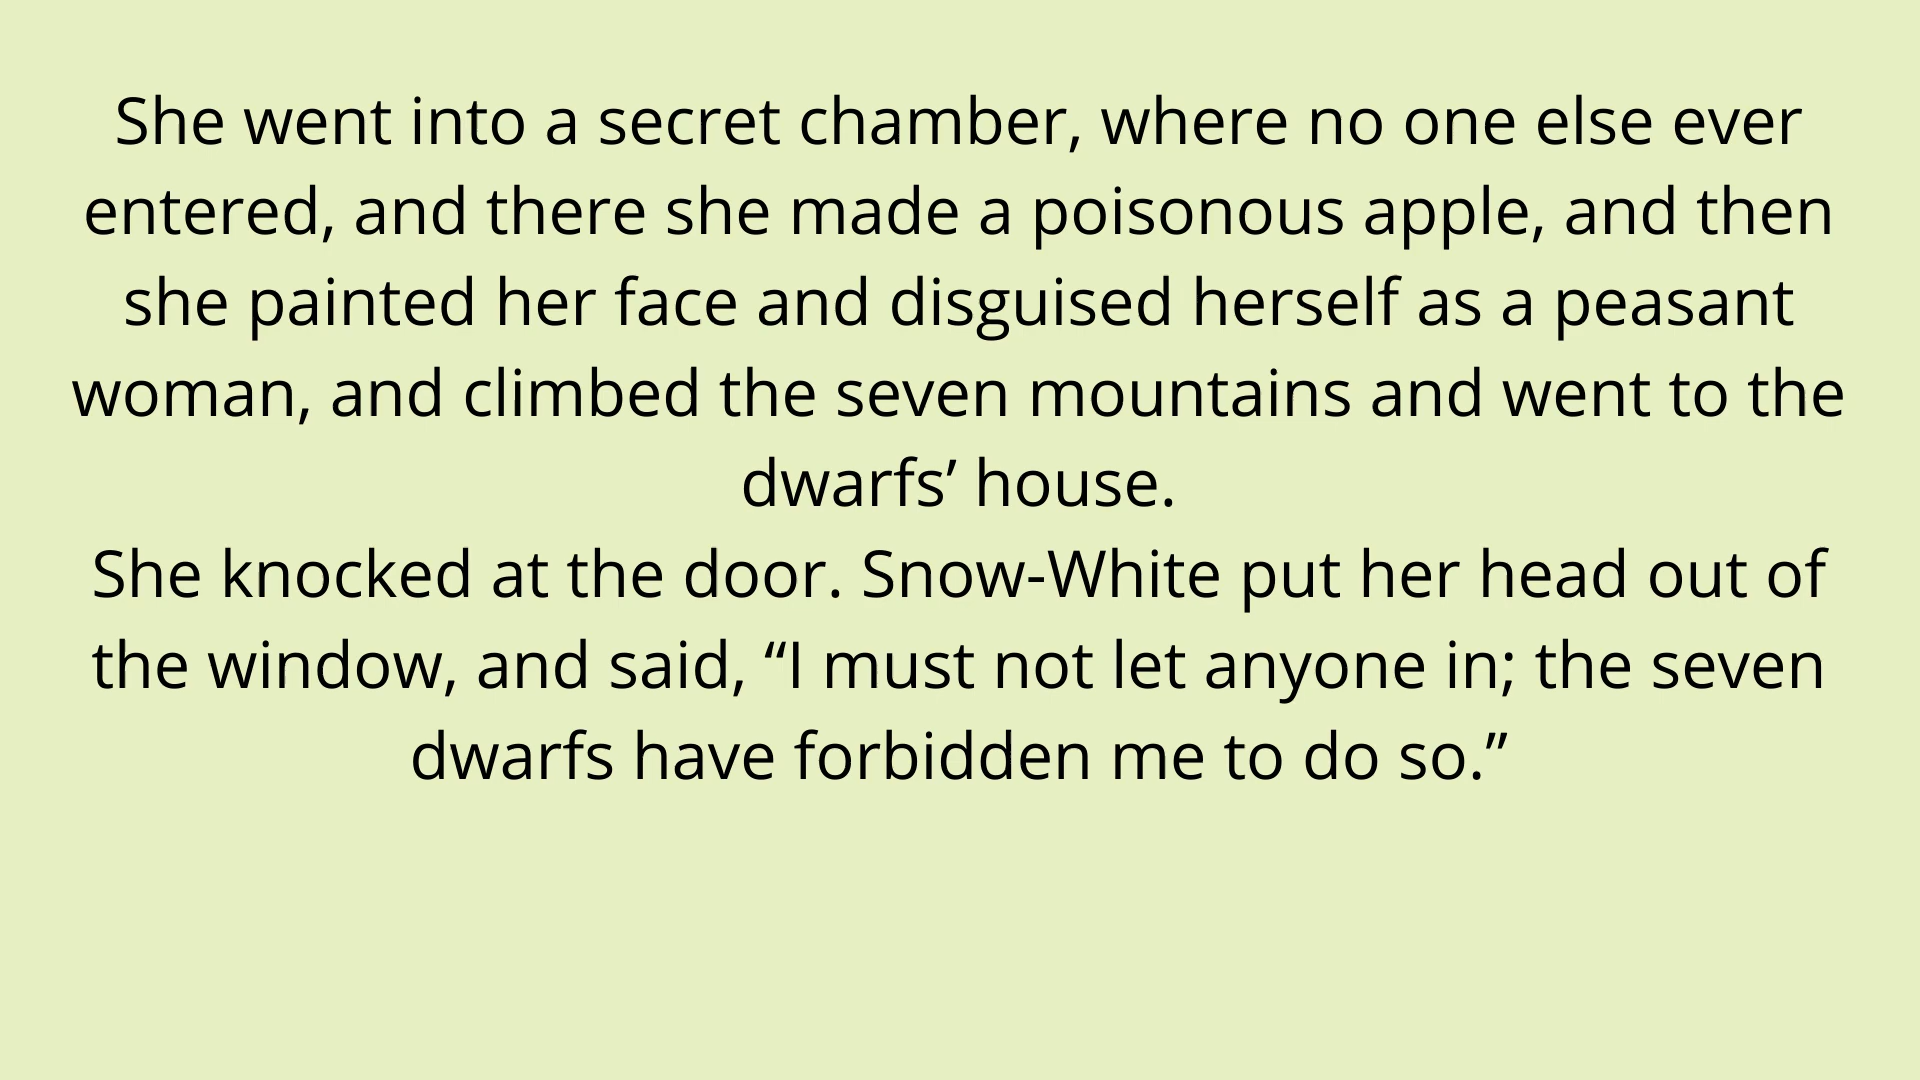 She went into a secret chamber, where no one else ever
entered, and there she made a poisonous apple, and then
she painted her face and disguised herself as a peasant
woman, and climbed the seven mountains and went to the
dwarfs’ house.
She knocked at the door. Snow-White put her head out of
the window, and said, “I must not let anyone in; the seven
dwarfs have forbidden me to do so.”